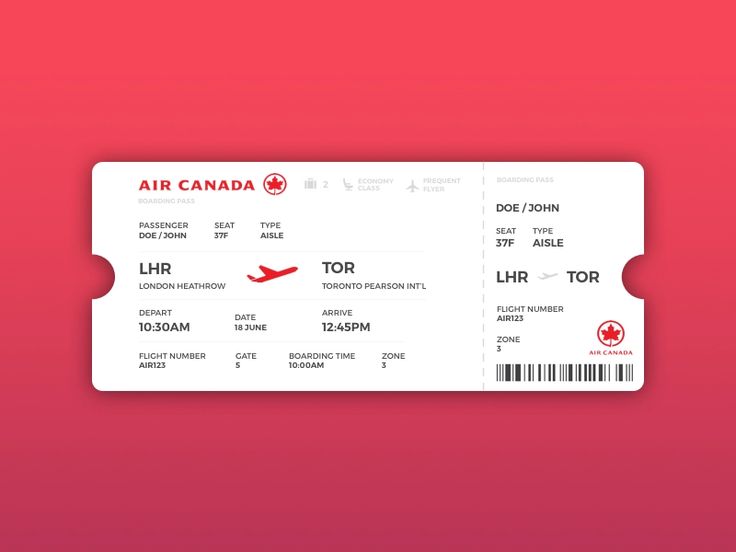 AIR CANADA
2
ECONOMY
CLASS
FREQUENT
FLYER
BOARDING PASS
PASSENGER SEAT TYPE
DOE / JOHN 37F AISLE
LHR TOR
LONDON HEATHROW TORONTO PEARSON INT'L
DEPART DATE ARRIVE
10:30AM 18 JUNE 12:45PM
FLIGHT NUMBER GATE BOARDING TIME ZONE
AIR123 5 10:00AM 3
BOARDING PASS
DOE / JOHN
SEAT TYPE
37F AISLE
LHR TOR
FLIGHT NUMBER
AIR123
ZONE
3
AIR CANADA